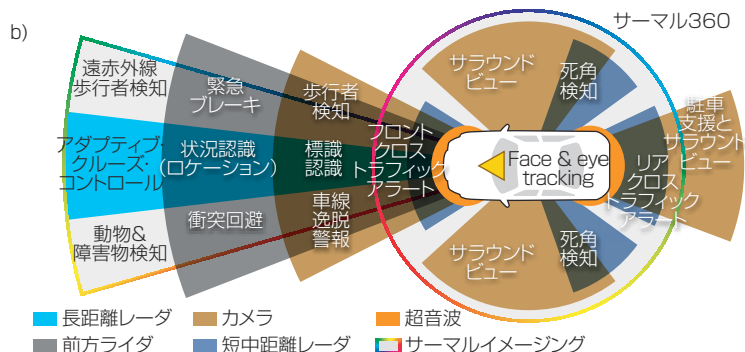 b)
サーマル360
遠赤外線
歩行者検知
緊急
ブレーキ
歩行者
検知
サラウンド
ビュー
死角
検知
駐車
支援と
サラウンド
ビュー
アダプティブ・
クルーズ・
コントロール
状況認識
(ロケーション)
標識
認識
フロント
クロス
トラフィック
アラート
Face & eye
tracking
リア
クロス
トラフィック
アラート
動物&
障害物検知
衝突回避
車線
逸脱
警報
サラウンド
ビュー
死角
検知
長距離レーダ
カメラ
超音波
前方ライダ
短中距離レーダ
サーマルイメージング